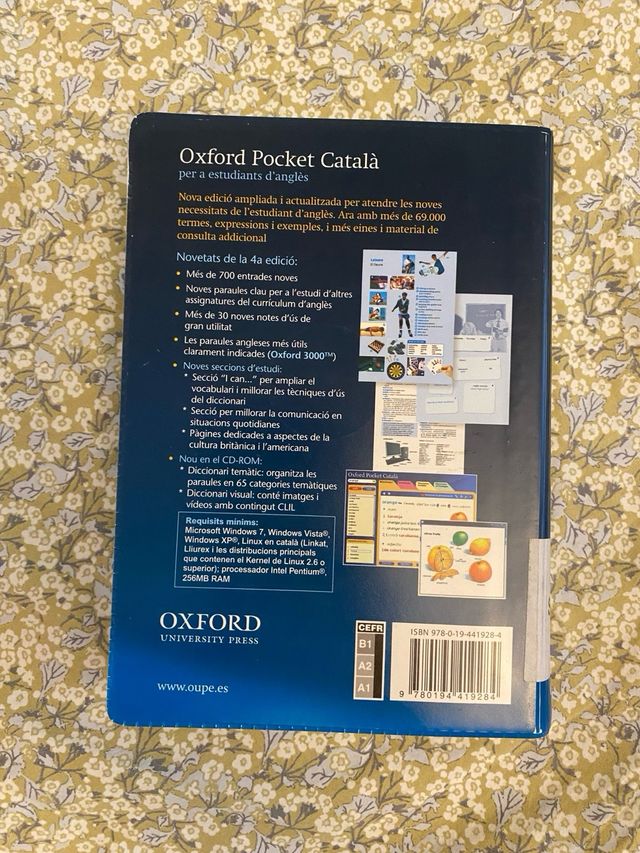 Oxford Pocket Català
per a estudiants d'anglès
Nova edició ampliada i actualitzada per atendre les noves
necessitats de l'estudiant d'anglès. Ara amb més de 69.000
termes, expressions i exemples, i més eines i material de
consulta addicional
Novetats de la 4a edició:
• Més de 700 entrades noves
• Noves paraules clau per a l'estudi d'altres
assignatures del currículum d'anglès
• Més de 30 noves notes d'ús de
gran utilitat
• Les paraules angleses més útils
clarament indicades (Oxford 3000™)
• Noves seccions d'estudi:
* Secció "I can..." per ampliar el
vocabulari i millorar les tècniques d'ús
del diccionari
* Secció per millorar la comunicació en
situacions quotidianes
* Pàgines dedicades a aspectes de la
cultura britànica i l'americana
• Nou en el CD-ROM:
* Diccionari temàtic: organitza les
paraules en 65 categories temàtiques
* Diccionari visual: conté imatges i
vídeos amb contingut CLIL
Requisits mínims:
Microsoft Windows 7, Windows Vista®,
Windows XP®, Linux en català (Linkat,
Lliurex i les distribucions principals
que contenen el Kernel de Linux 2.6 o
superior); processador Intel Pentium®,
256MB RAM
Leisure
Oxford Pocket Català
orange
OXFORD
UNIVERSITY PRESS
www.oupe.es
CEFR
B1
A2
A1
ISBN 978-0-19-441928-4
9 780194 419284